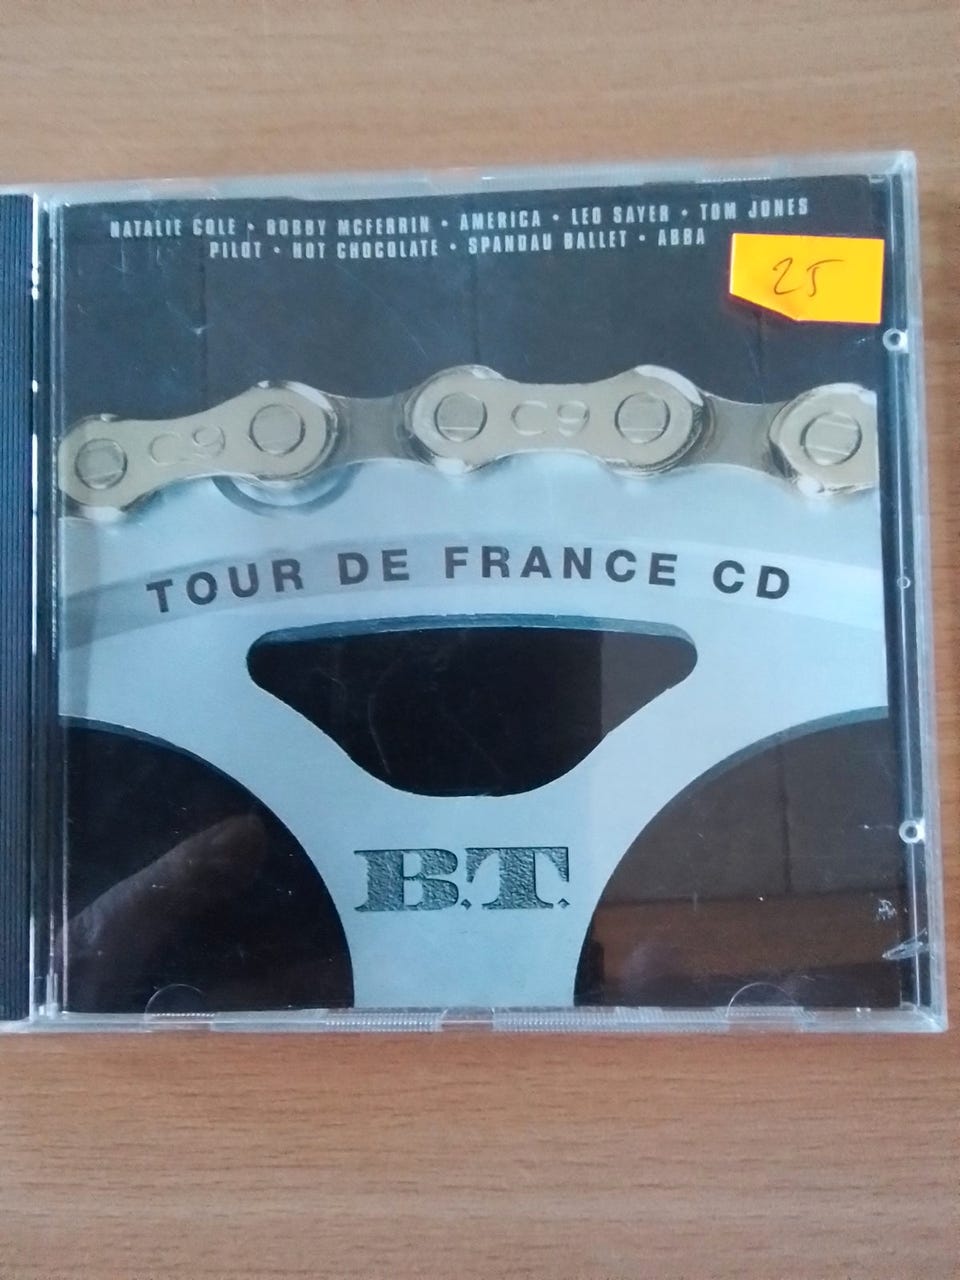 NATALIE COLE • BOBBY MCFERRIN • AMERICA • LEO SAYER • TOM JONES
PILOT • HOT CHOCOLATE • SPANDAU BALLET • ABBA
25
C9 C9
TOUR DE FRANCE CD
B.T.